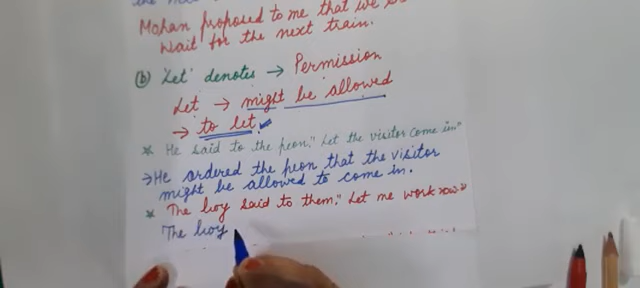 Mohan proposed to me that we
Wait for the next train.
(b) 'Let' denotes → Permission
Let → might be allowed
→ to let
* He said to the peon," Let the visitor come in."
→ He ordered the peon that the visitor
might be allowed to come in.
* The boy said to them," Let me work now"
The boy